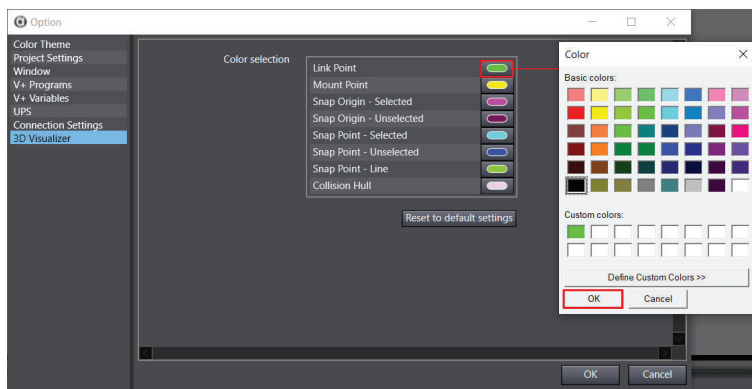 Option
Color Theme
Project Settings
Window
V+ Programs
V+ Variables
UPS
Connection Settings
3D Visualizer
Color selection
Link Point
Mount Point
Snap Origin - Selected
Snap Origin - Unselected
Snap Point - Selected
Snap Point - Unselected
Snap Point - Line
Collision Hull
Reset to default settings
OK
Cancel
Color
Basic colors:
Custom colors:
Define Custom Colors >>
OK
Cancel